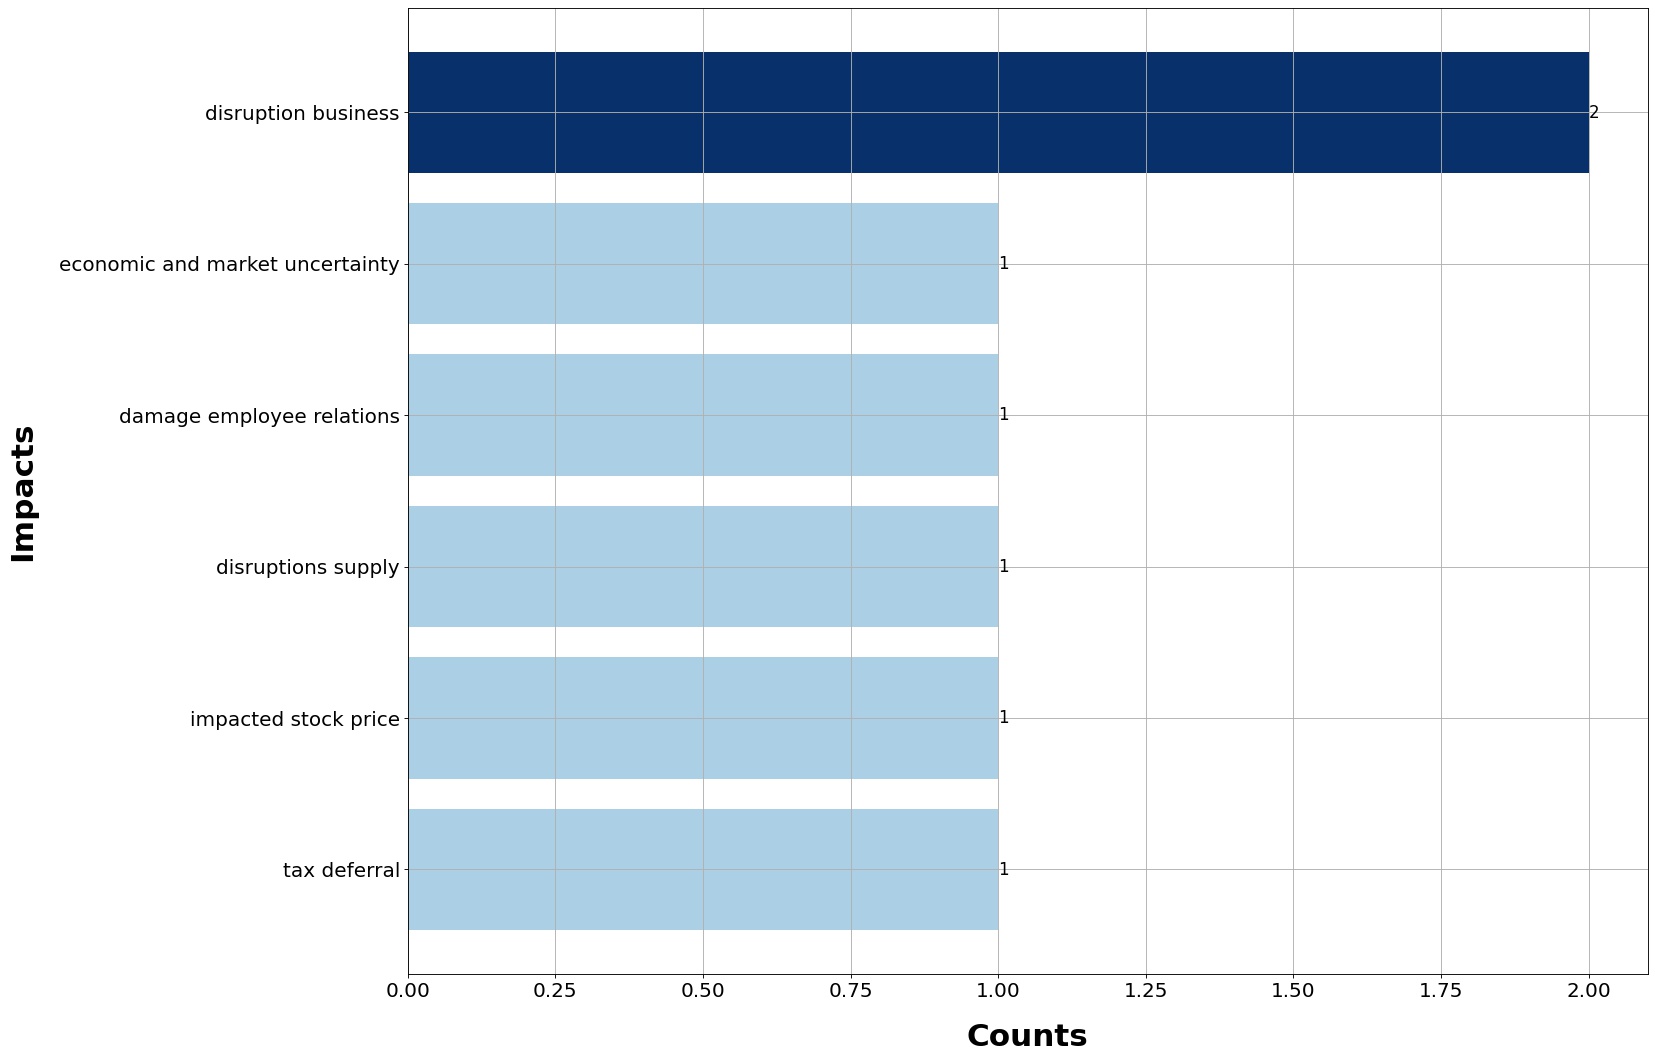 disruption business
2
economic and market uncertainty
1
damage employee relations
1
disruptions supply
1
impacted stock price
1
tax deferral
1
Impacts
0.00 0.25 0.50 0.75 1.00 1.25 1.50 1.75 2.00
Counts